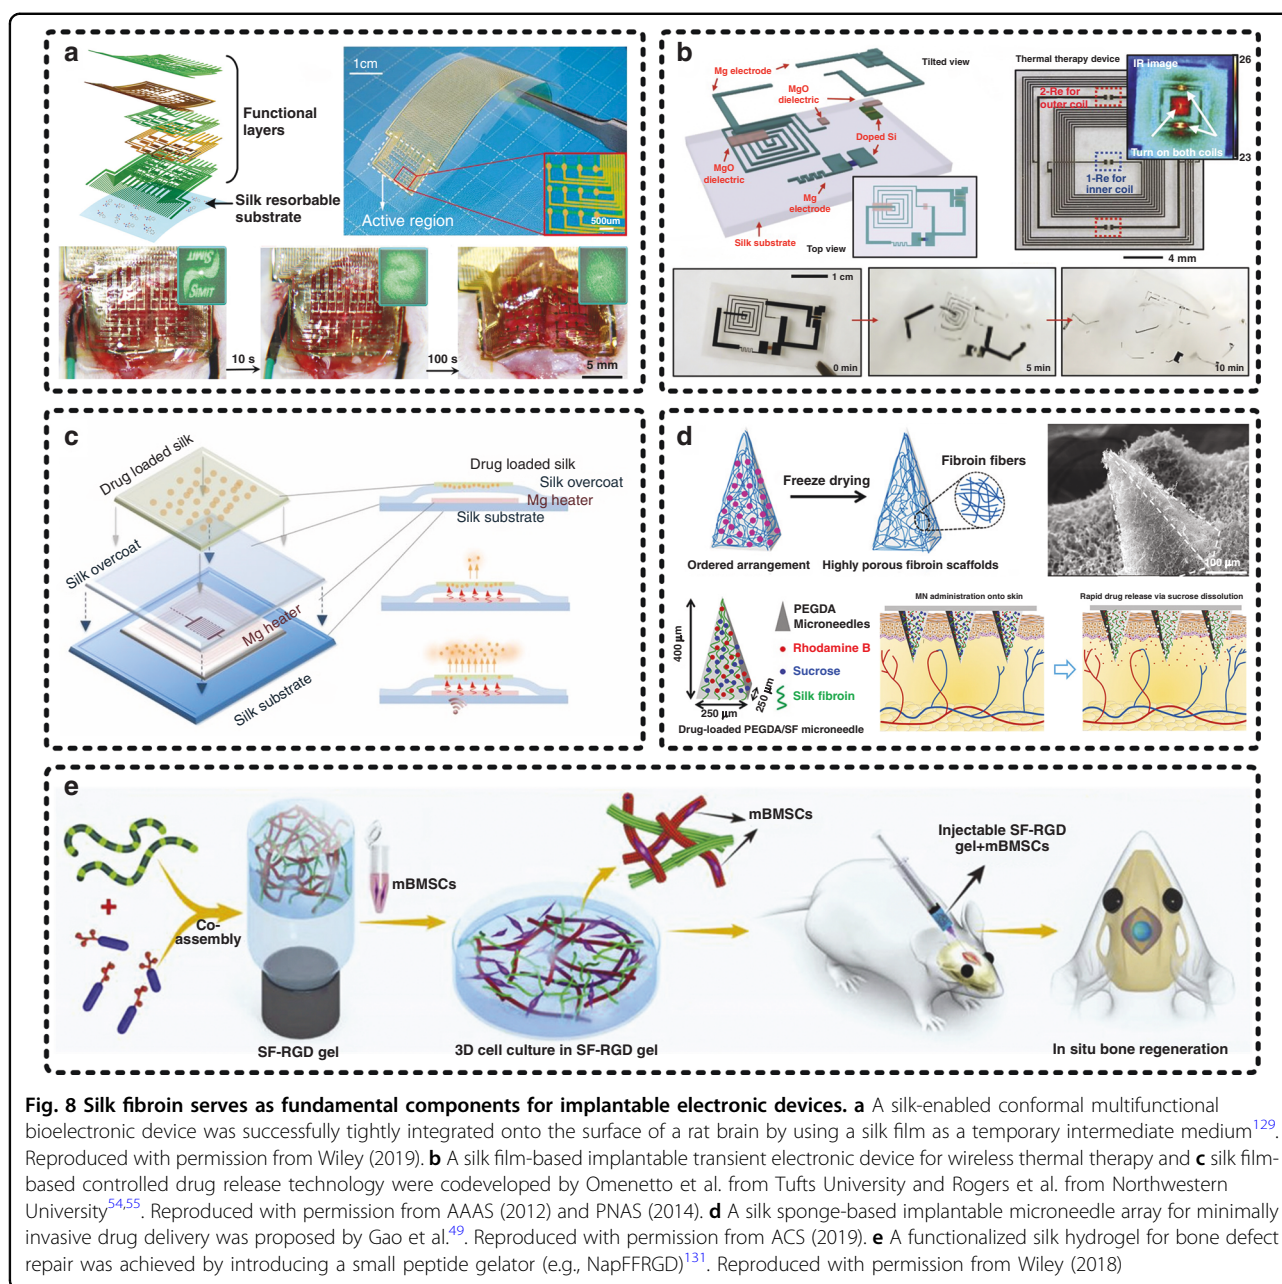 a
1cm
Functional
layers
Silk resorbable
substrate
Active region
500um
SIMIT
SIMIT
10 s
100 s
5 mm
b
Mg electrode
Tilted view
MgO
dielectric
Doped Si
MgO
dielectric
Mg
electrode
Silk substrate
Top view
Thermal therapy device
IR image
26
2-Re for
outer coil
Turn on both coils
23
1-Re for
inner coil
4 mm
1 cm
0 min
5 min
10 min
c
Drug loaded silk
Silk overcoat
Mg heater
Silk substrate
Drug loaded silk
Silk overcoat
Mg heater
Silk substrate
d
Freeze drying
Fibroin fibers
Ordered arrangement
Highly porous fibroin scaffolds
100 μm
400 μm
250 μm
250 μm
PEGDA
Microneedles
Rhodamine B
Sucrose
Silk fibroin
Drug-loaded PEGDA/SF microneedle
MN administration onto skin
Rapid drug release via sucrose dissolution
e
+
Co-
assembly
mBMSCs
mBMSCs
Injectable SF-RGD
gel+mBMSCs
SF-RGD gel
3D cell culture in SF-RGD gel
In situ bone regeneration
Fig. 8 Silk fibroin serves as fundamental components for implantable electronic devices. a A silk-enabled conformal multifunctional
bioelectronic device was successfully tightly integrated onto the surface of a rat brain by using a silk film as a temporary intermediate medium129.
Reproduced with permission from Wiley (2019). b A silk film-based implantable transient electronic device for wireless thermal therapy and c silk film-
based controlled drug release technology were codeveloped by Omenetto et al. from Tufts University and Rogers et al. from Northwestern
University54,55. Reproduced with permission from AAAS (2012) and PNAS (2014). d A silk sponge-based implantable microneedle array for minimally
invasive drug delivery was proposed by Gao et al.49. Reproduced with permission from ACS (2019). e A functionalized silk hydrogel for bone defect
repair was achieved by introducing a small peptide gelator (e.g., NapFFRGD)131. Reproduced with permission from Wiley (2018)